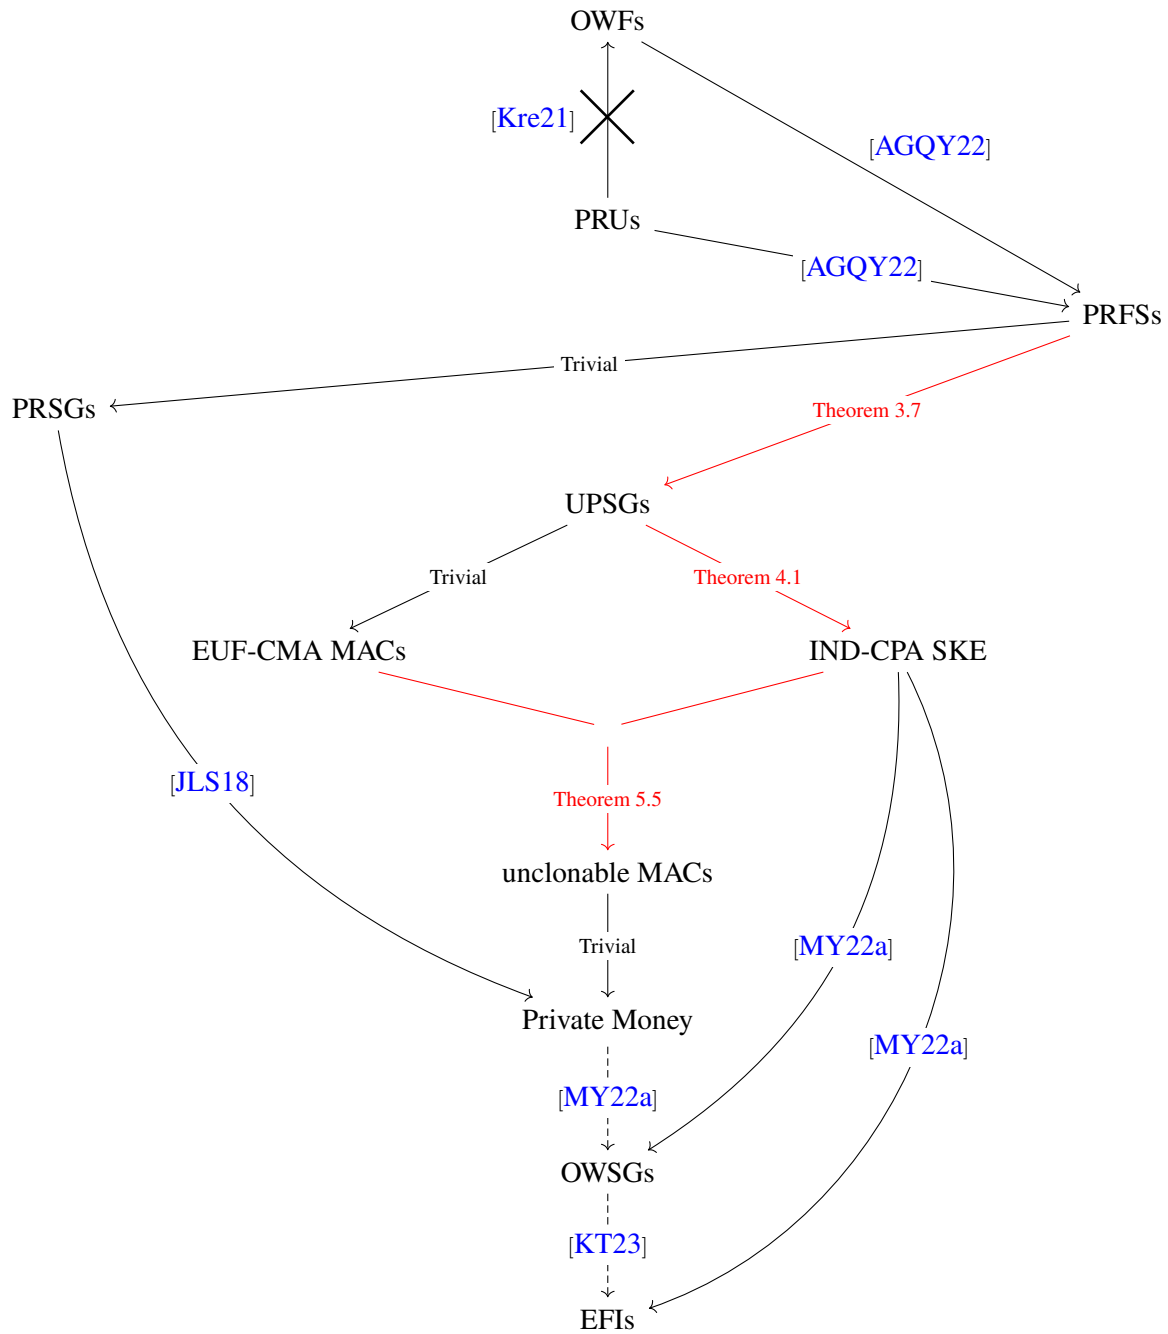 OWFs
[Kre21]
[AGQY22]
PRUs
[AGQY22]
PRFSs
Trivial
PRSGs
Theorem 3.7
UPSGs
Trivial
Theorem 4.1
EUF-CMA MACs
IND-CPA SKE
[JLS18]
Theorem 5.5
unclonable MACs
Trivial
[MY22a]
Private Money
[MY22a]
[MY22a]
OWSGs
[KT23]
EFIs